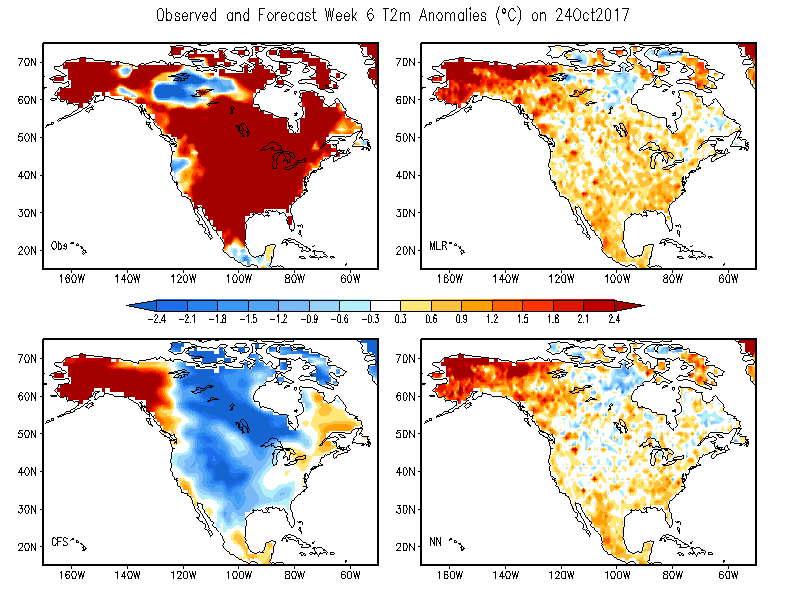 Observed and Forecast Week 6 T2m Anomalies (°C) on 24Oct2017
70N
60N
50N
40N
30N
20N
Obs
160W 140W 120W 100W 80W 60W
70N
60N
50N
40N
30N
20N
MLR
160W 140W 120W 100W 80W 60W
-2.4 -2.1 -1.8 -1.5 -1.2 -0.9 -0.6 -0.3 0.3 0.6 0.9 1.2 1.5 1.8 2.1 2.4
70N
60N
50N
40N
30N
20N
CFS
160W 140W 120W 100W 80W 60W
70N
60N
50N
40N
30N
20N
NN
160W 140W 120W 100W 80W 60W